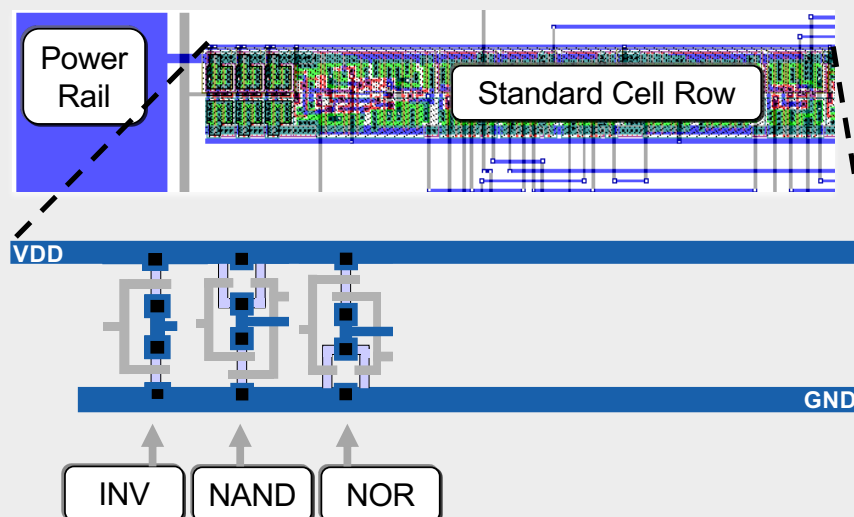 Power
Rail
Standard Cell Row
VDD
GND
INV
NAND
NOR